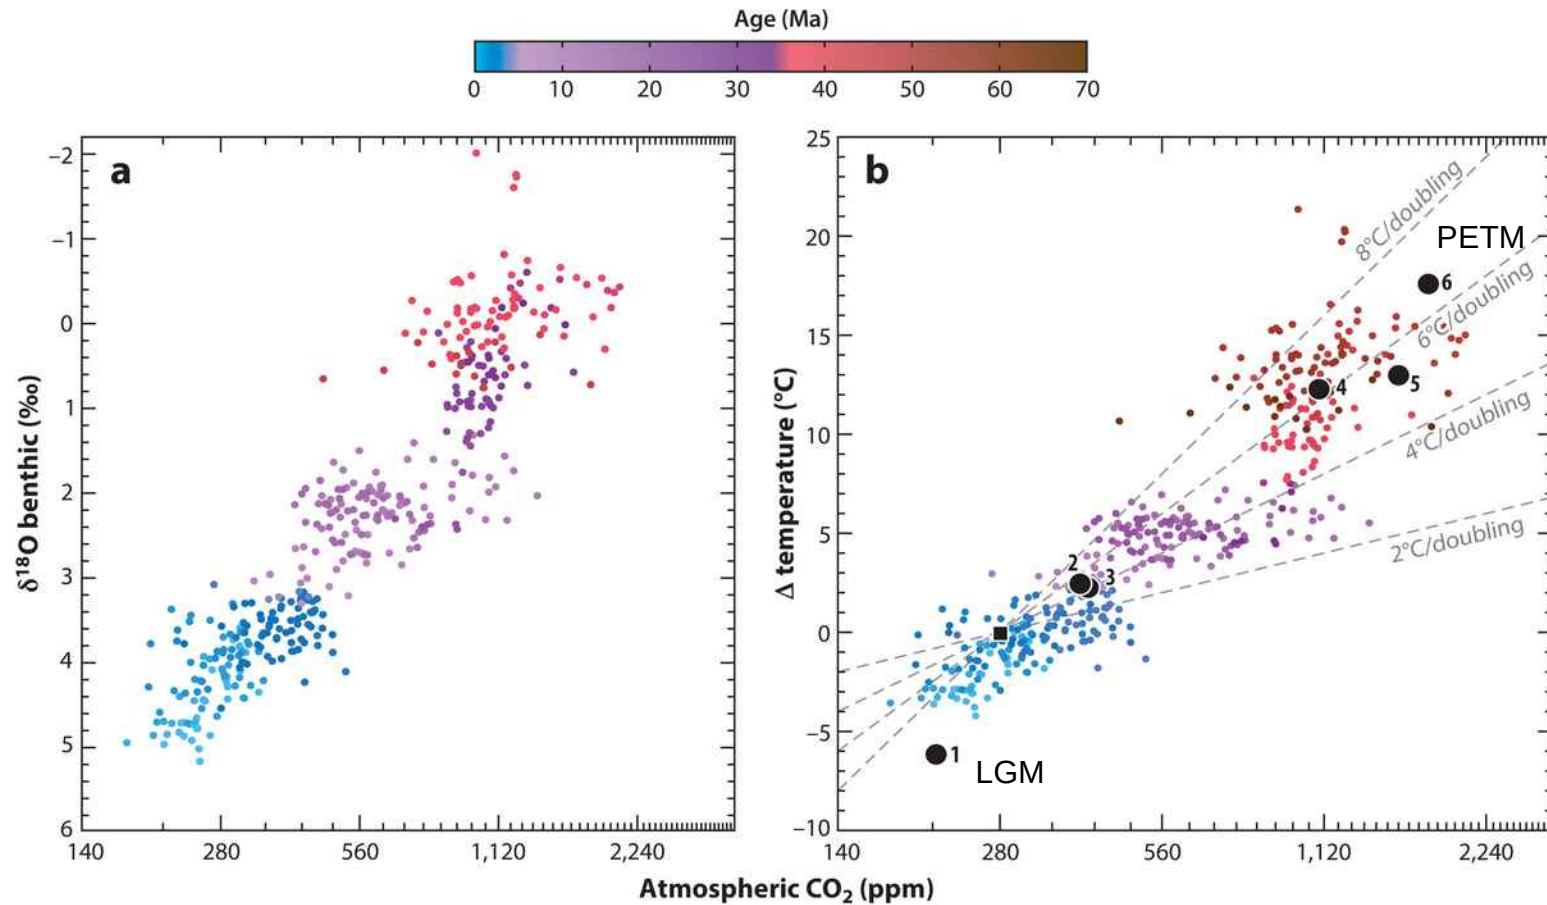 Age (Ma)
0 10 20 30 40 50 60 70
a
−2
−1
0
1
2
3
4
5
6
δ¹⁸O benthic (‰)
140 280 560 1,120 2,240
b
25
20
15
10
5
0
−5
−10
Δ temperature (°C)
8°C/doubling
PETM
6
6°C/doubling
4
5
4°C/doubling
2
3
2°C/doubling
1
LGM
140 280 560 1,120 2,240
Atmospheric CO₂ (ppm)